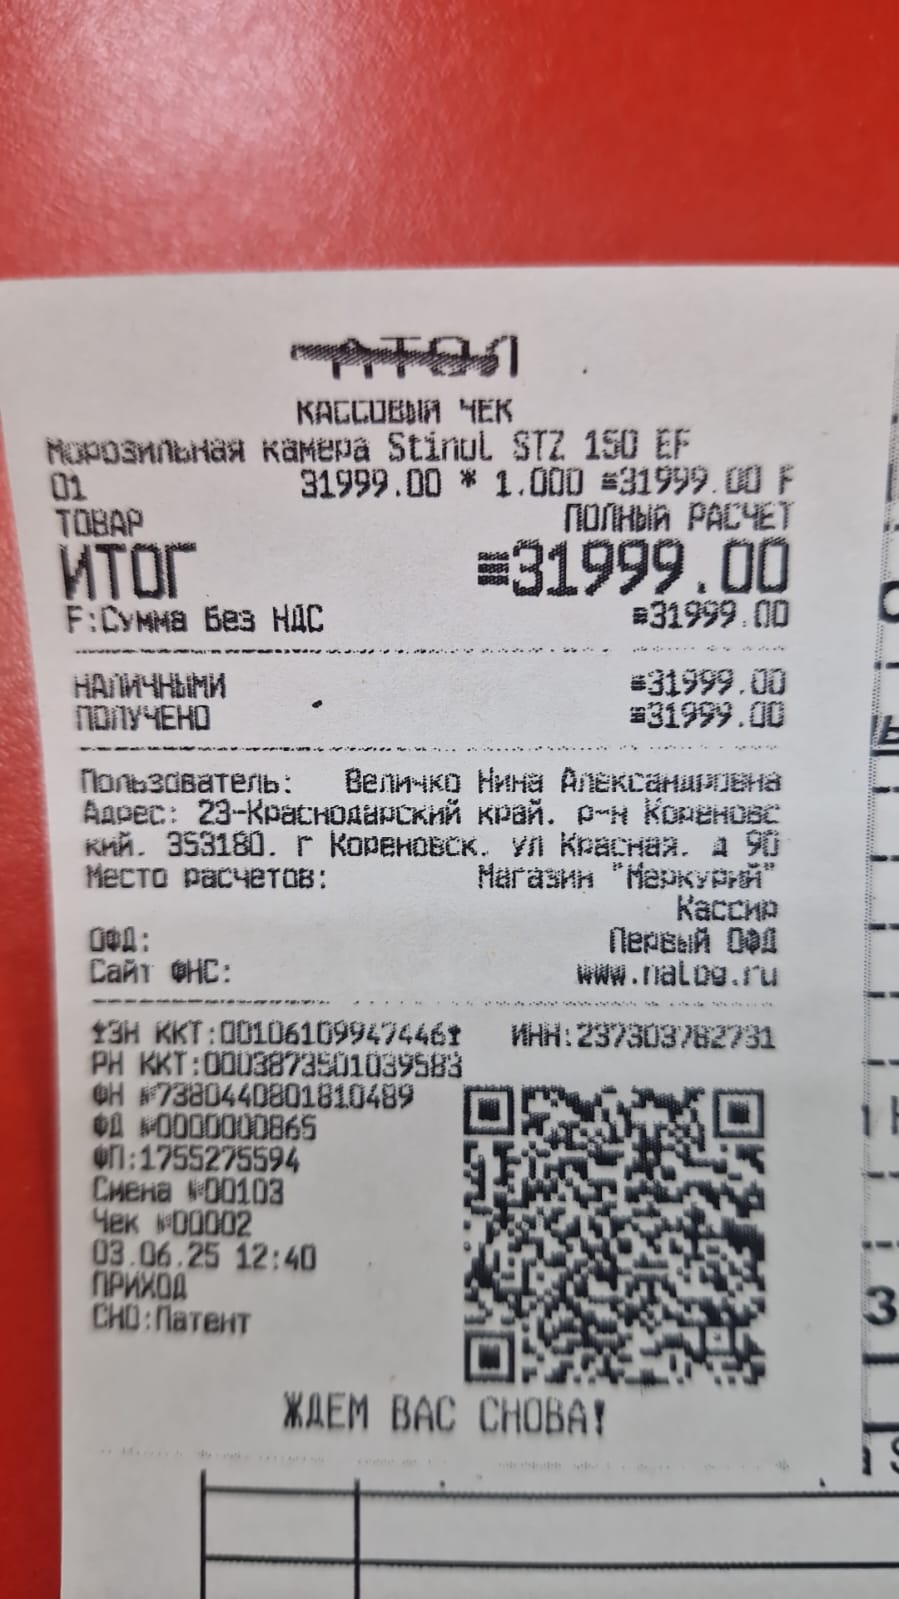 АТОЛ
КАССОВЫЙ ЧЕК
Морозильная камера Stinol STZ 150 EF
01 31999.00 * 1.000 ≡31999.00 F
ТОВАР ПОЛНЫЙ РАСЧЕТ
ИТОГ ≡31999.00
F:Сумма без НДС ≡31999.00
НАЛИЧНЫМИ ≡31999.00
ПОЛУЧЕНО ≡31999.00
Пользователь: Величко Нина Александровна
Адрес: 23-Краснодарский край, р-н Кореновс
кий, 353180, г Кореновск, ул Красная, д 90
Место расчетов: Магазин "Меркурий"
Кассир
ОФД: Первый ОФД
Сайт ФНС: www.nalog.ru
ЗН ККТ:00106109947446 ИНН:237303782731
РН ККТ:0003873501039583
ФН №7380440801810489
ФД №0000000865
ФП:1755275594
Смена №00103
Чек №00002
03.06.25 12:40
ПРИХОД
СНО:Патент
ЖДЕМ ВАС СНОВА!